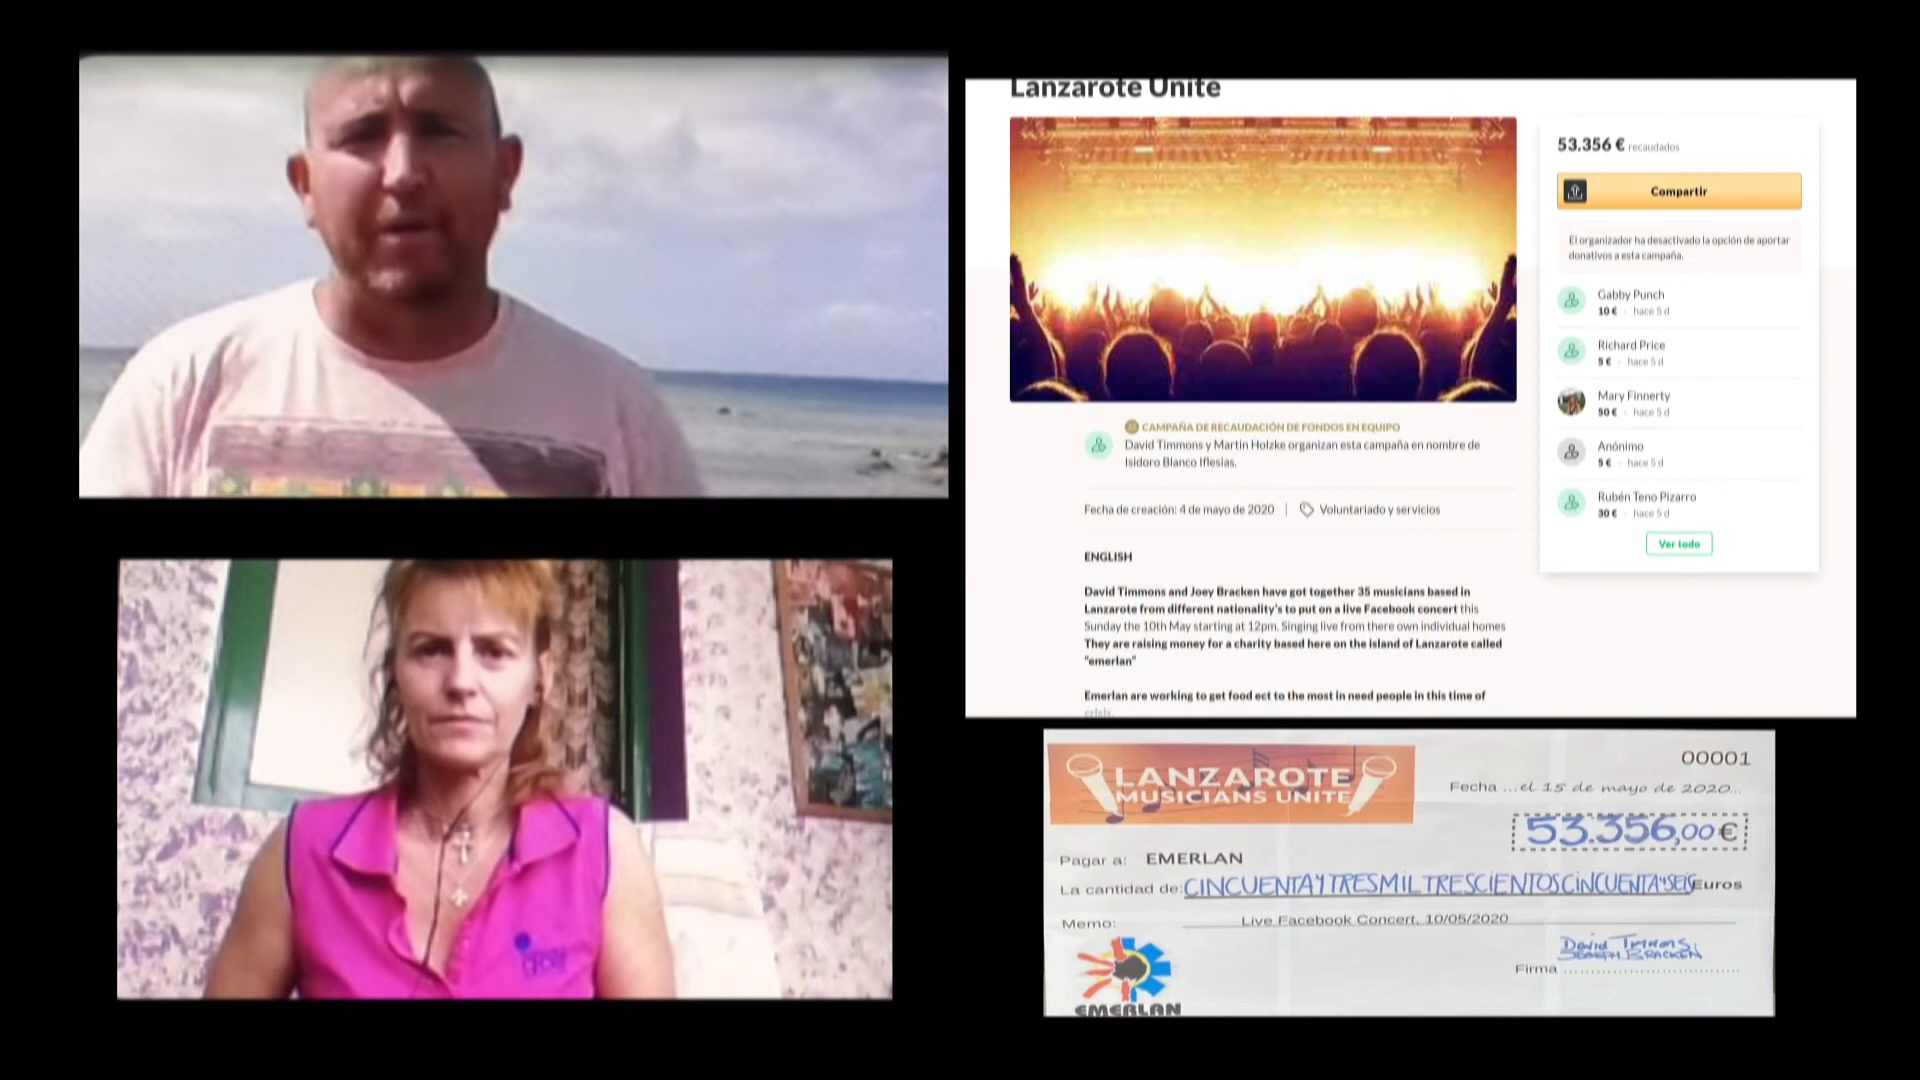 Lanzarote Unite
53.356 € recaudados
Compartir
El organizador ha desactivado la opción de aportar
donativos a esta campaña.
Gabby Punch
10 € · hace 5 d
Richard Price
5 € · hace 5 d
Mary Finnerty
50 € · hace 5 d
Anónimo
5 € · hace 5 d
Rubén Teno Pizarro
30 € · hace 5 d
Ver todo
CAMPAÑA DE RECAUDACIÓN DE FONDOS EN EQUIPO
David Timmons y Martin Holzke organizan esta campaña en nombre de
Isidoro Blanco Iflesias.
Fecha de creación: 4 de mayo de 2020 | Voluntariado y servicios
ENGLISH
David Timmons and Joey Bracken have got together 35 musicians based in
Lanzarote from different nationality's to put on a live Facebook concert this
Sunday the 10th May starting at 12pm. Singing live from there own individual homes
They are raising money for a charity based here on the island of Lanzarote called
"emerlan"
Emerlan are working to get food ect to the most in need people in this time of
crisis.
LANZAROTE
MUSICIANS UNITE
00001
Fecha ...el 15 de mayo de 2020...
53.356,00 €
Pagar a: EMERLAN
La cantidad de: CINCUENTA Y TRES MIL TRESCIENTOS CINCUENTA Y SEIS Euros
Memo: Live Facebook Concert, 10/05/2020
David Timmons,
JOSEPH BRACKEN
Firma
EMERLAN